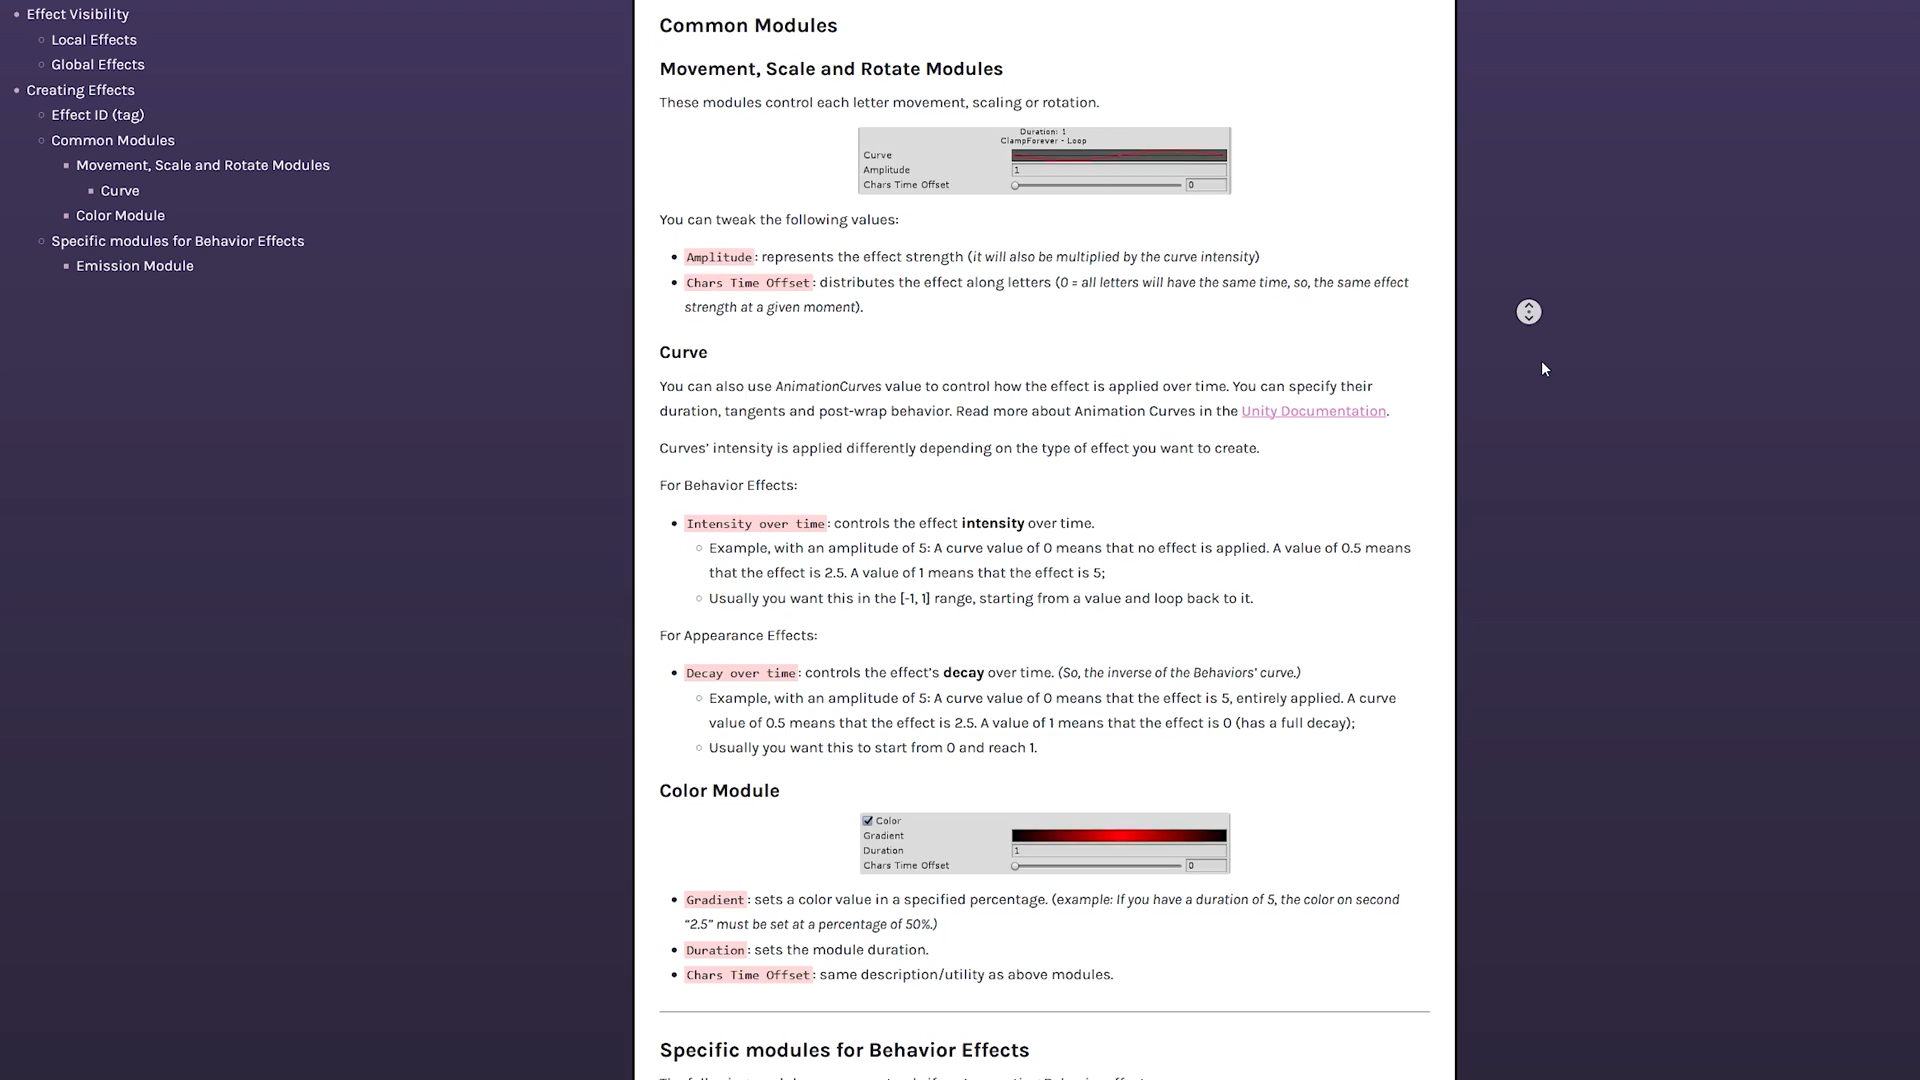 Effect Visibility
Local Effects
Global Effects
Creating Effects
Effect ID (tag)
Common Modules
Movement, Scale and Rotate Modules
Curve
Color Module
Specific modules for Behavior Effects
Emission Module
Common Modules
Movement, Scale and Rotate Modules
These modules control each letter movement, scaling or rotation.
Duration: 1
ClampForever - Loop
Curve
Amplitude 1
Chars Time Offset 0
You can tweak the following values:
Amplitude: represents the effect strength (it will also be multiplied by the curve intensity)
Chars Time Offset: distributes the effect along letters (0 = all letters will have the same time, so, the same effect
strength at a given moment).
Curve
You can also use AnimationCurves value to control how the effect is applied over time. You can specify their
duration, tangents and post-wrap behavior. Read more about Animation Curves in the Unity Documentation.
Curves' intensity is applied differently depending on the type of effect you want to create.
For Behavior Effects:
Intensity over time: controls the effect intensity over time.
Example, with an amplitude of 5: A curve value of 0 means that no effect is applied. A value of 0.5 means
that the effect is 2.5. A value of 1 means that the effect is 5;
Usually you want this in the [-1, 1] range, starting from a value and loop back to it.
For Appearance Effects:
Decay over time: controls the effect's decay over time. (So, the inverse of the Behaviors' curve.)
Example, with an amplitude of 5: A curve value of 0 means that the effect is 5, entirely applied. A curve
value of 0.5 means that the effect is 2.5. A value of 1 means that the effect is 0 (has a full decay);
Usually you want this to start from 0 and reach 1.
Color Module
Color
Gradient
Duration 1
Chars Time Offset 0
Gradient: sets a color value in a specified percentage. (example: If you have a duration of 5, the color on second
“2.5” must be set at a percentage of 50%.)
Duration: sets the module duration.
Chars Time Offset: same description/utility as above modules.
Specific modules for Behavior Effects